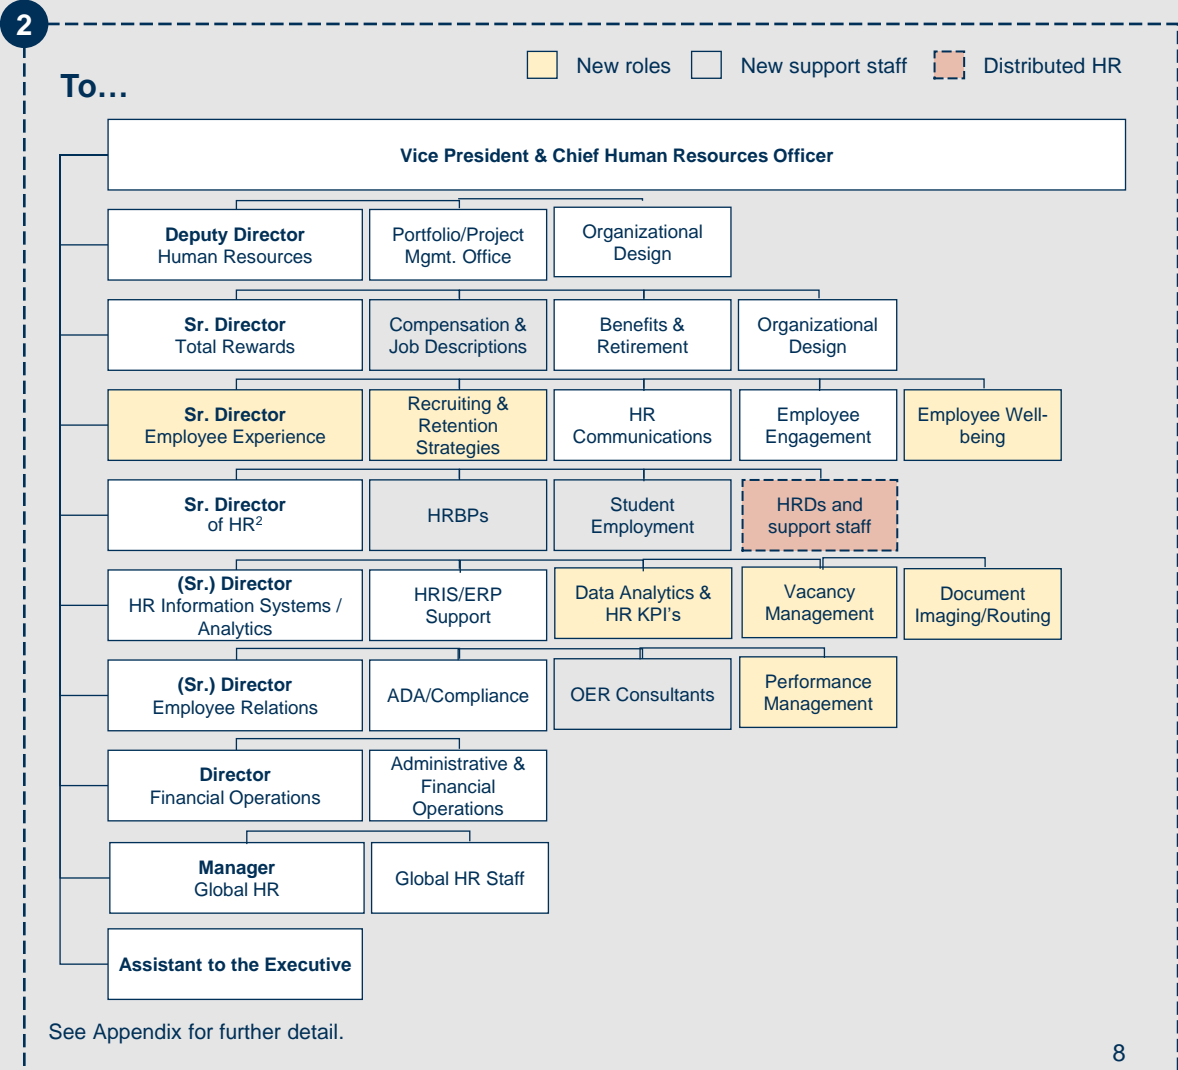 2
To...
New roles
New support staff
Distributed HR
Vice President & Chief Human Resources Officer
Deputy Director
Human Resources
Portfolio/Project
Mgmt. Office
Organizational
Design
Sr. Director
Total Rewards
Compensation &
Job Descriptions
Benefits &
Retirement
Organizational
Design
Sr. Director
Employee Experience
Recruiting &
Retention
Strategies
HR
Communications
Employee
Engagement
Employee Well-
being
Sr. Director
of HR²
HRBPs
Student
Employment
HRDs and
support staff
(Sr.) Director
HR Information Systems /
Analytics
HRIS/ERP
Support
Data Analytics &
HR KPI's
Vacancy
Management
Document
Imaging/Routing
(Sr.) Director
Employee Relations
ADA/Compliance
OER Consultants
Performance
Management
Director
Financial Operations
Administrative &
Financial
Operations
Manager
Global HR
Global HR Staff
Assistant to the Executive
See Appendix for further detail.
8